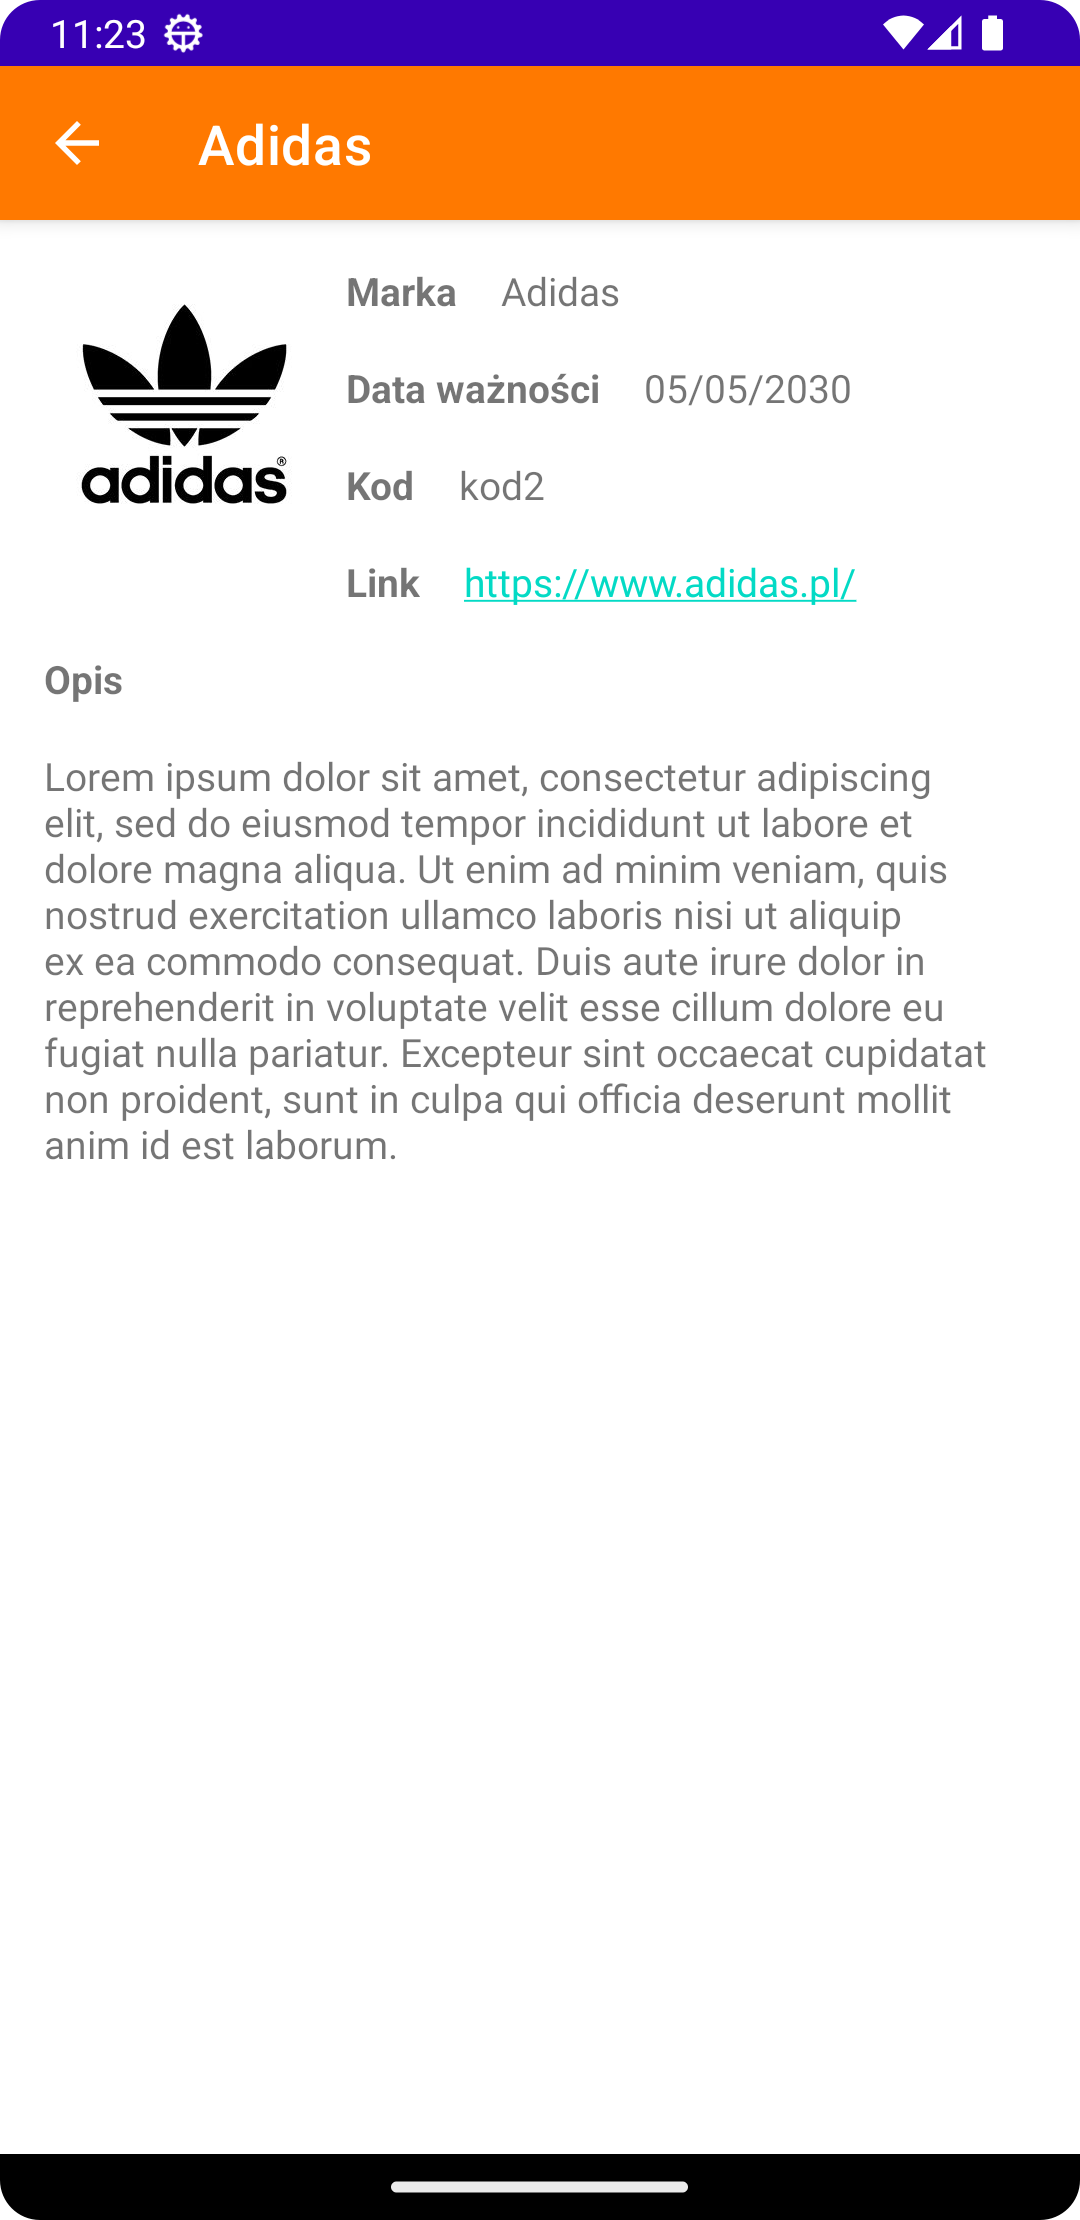 11:23
Adidas
Marka Adidas
Data ważności 05/05/2030
adidas®
Kod kod2
Link https://www.adidas.pl/
Opis
Lorem ipsum dolor sit amet, consectetur adipiscing
elit, sed do eiusmod tempor incididunt ut labore et
dolore magna aliqua. Ut enim ad minim veniam, quis
nostrud exercitation ullamco laboris nisi ut aliquip
ex ea commodo consequat. Duis aute irure dolor in
reprehenderit in voluptate velit esse cillum dolore eu
fugiat nulla pariatur. Excepteur sint occaecat cupidatat
non proident, sunt in culpa qui officia deserunt mollit
anim id est laborum.